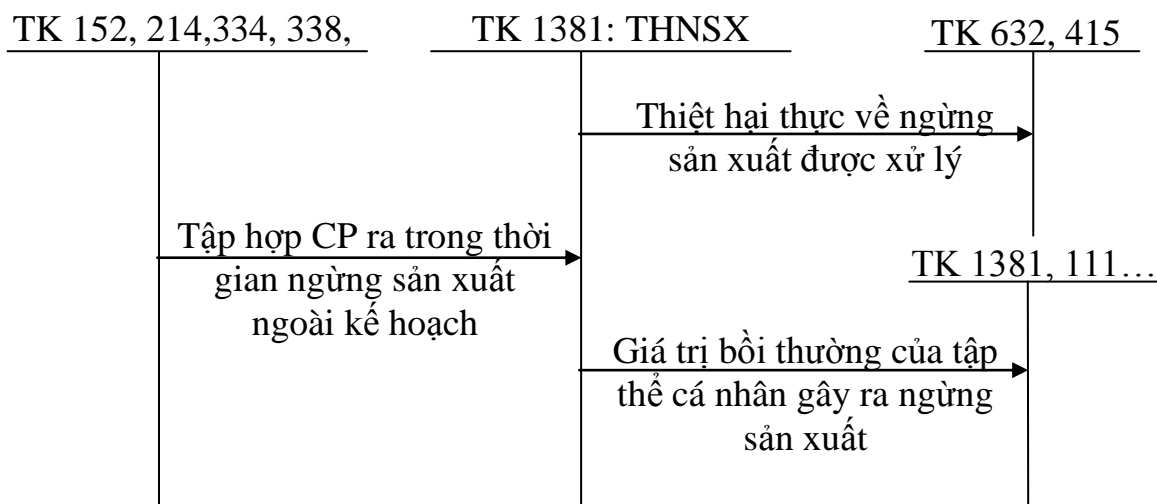 TK 152, 214,334, 338,
TK 1381: THNSX
TK 632, 415
Thiệt hại thực về ngừng
sản xuất được xử lý
Tập hợp CP ra trong thời
gian ngừng sản xuất
ngoài kế hoạch
TK 1381, 111…
Giá trị bồi thường của tập
thể cá nhân gây ra ngừng
sản xuất